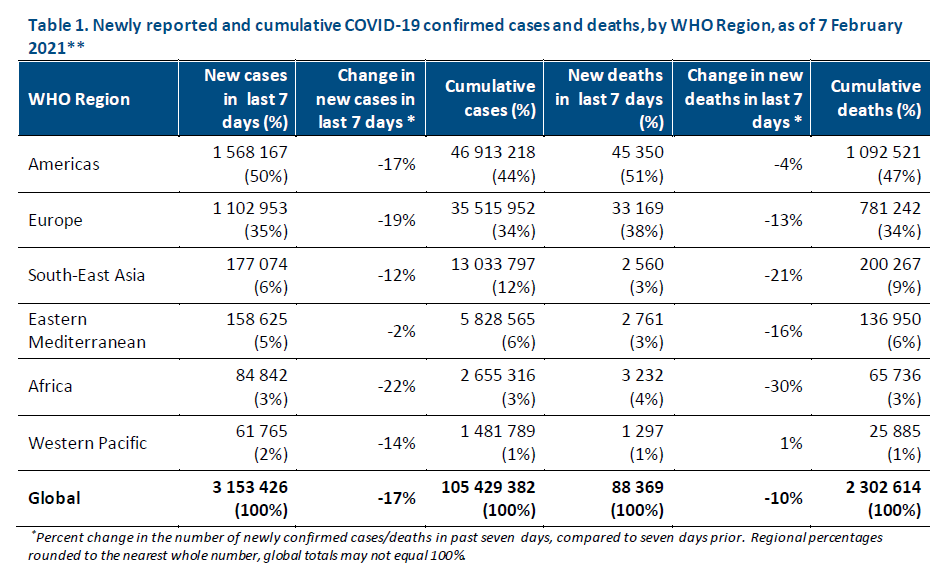 Table 1. Newly reported and cumulative COVID-19 confirmed cases and deaths, by WHO Region, as of 7 February
2021**
WHO Region
New cases
in last 7
days (%)
Change in
new cases in
last 7 days *
Cumulative
cases (%)
New deaths
in last 7 days
(%)
Change in new
deaths in last 7
days *
Cumulative
deaths (%)
Americas
1 568 167
(50%)
-17%
46 913 218
(44%)
45 350
(51%)
-4%
1 092 521
(47%)
Europe
1 102 953
(35%)
-19%
35 515 952
(34%)
33 169
(38%)
-13%
781 242
(34%)
South-East Asia
177 074
(6%)
-12%
13 033 797
(12%)
2 560
(3%)
-21%
200 267
(9%)
Eastern
Mediterranean
158 625
(5%)
-2%
5 828 565
(6%)
2 761
(3%)
-16%
136 950
(6%)
Africa
84 842
(3%)
-22%
2 655 316
(3%)
3 232
(4%)
-30%
65 736
(3%)
Western Pacific
61 765
(2%)
-14%
1 481 789
(1%)
1 297
(1%)
1%
25 885
(1%)
Global
3 153 426
(100%)
-17%
105 429 382
(100%)
88 369
(100%)
-10%
2 302 614
(100%)
*Percent change in the number of newly confirmed cases/deaths in past seven days, compared to seven days prior. Regional percentages
rounded to the nearest whole number, global totals may not equal 100%.